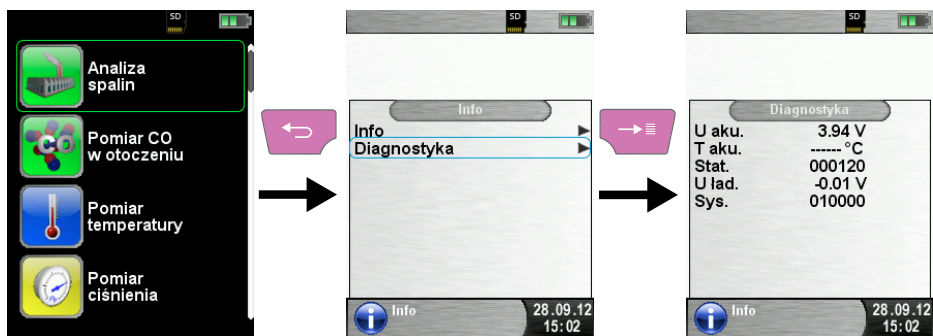 SD
Analiza
spalin
CO
Pomiar CO
w otoczeniu
Pomiar
temperatury
Pomiar
ciśnienia
SD
Info
Info
Diagnostyka
Info
28.09.12
15:02
SD
Diagnostyka
U aku. 3.94 V
T aku. ------ °C
Stat. 000120
U ład. -0.01 V
Sys. 010000
Info
28.09.12
15:02